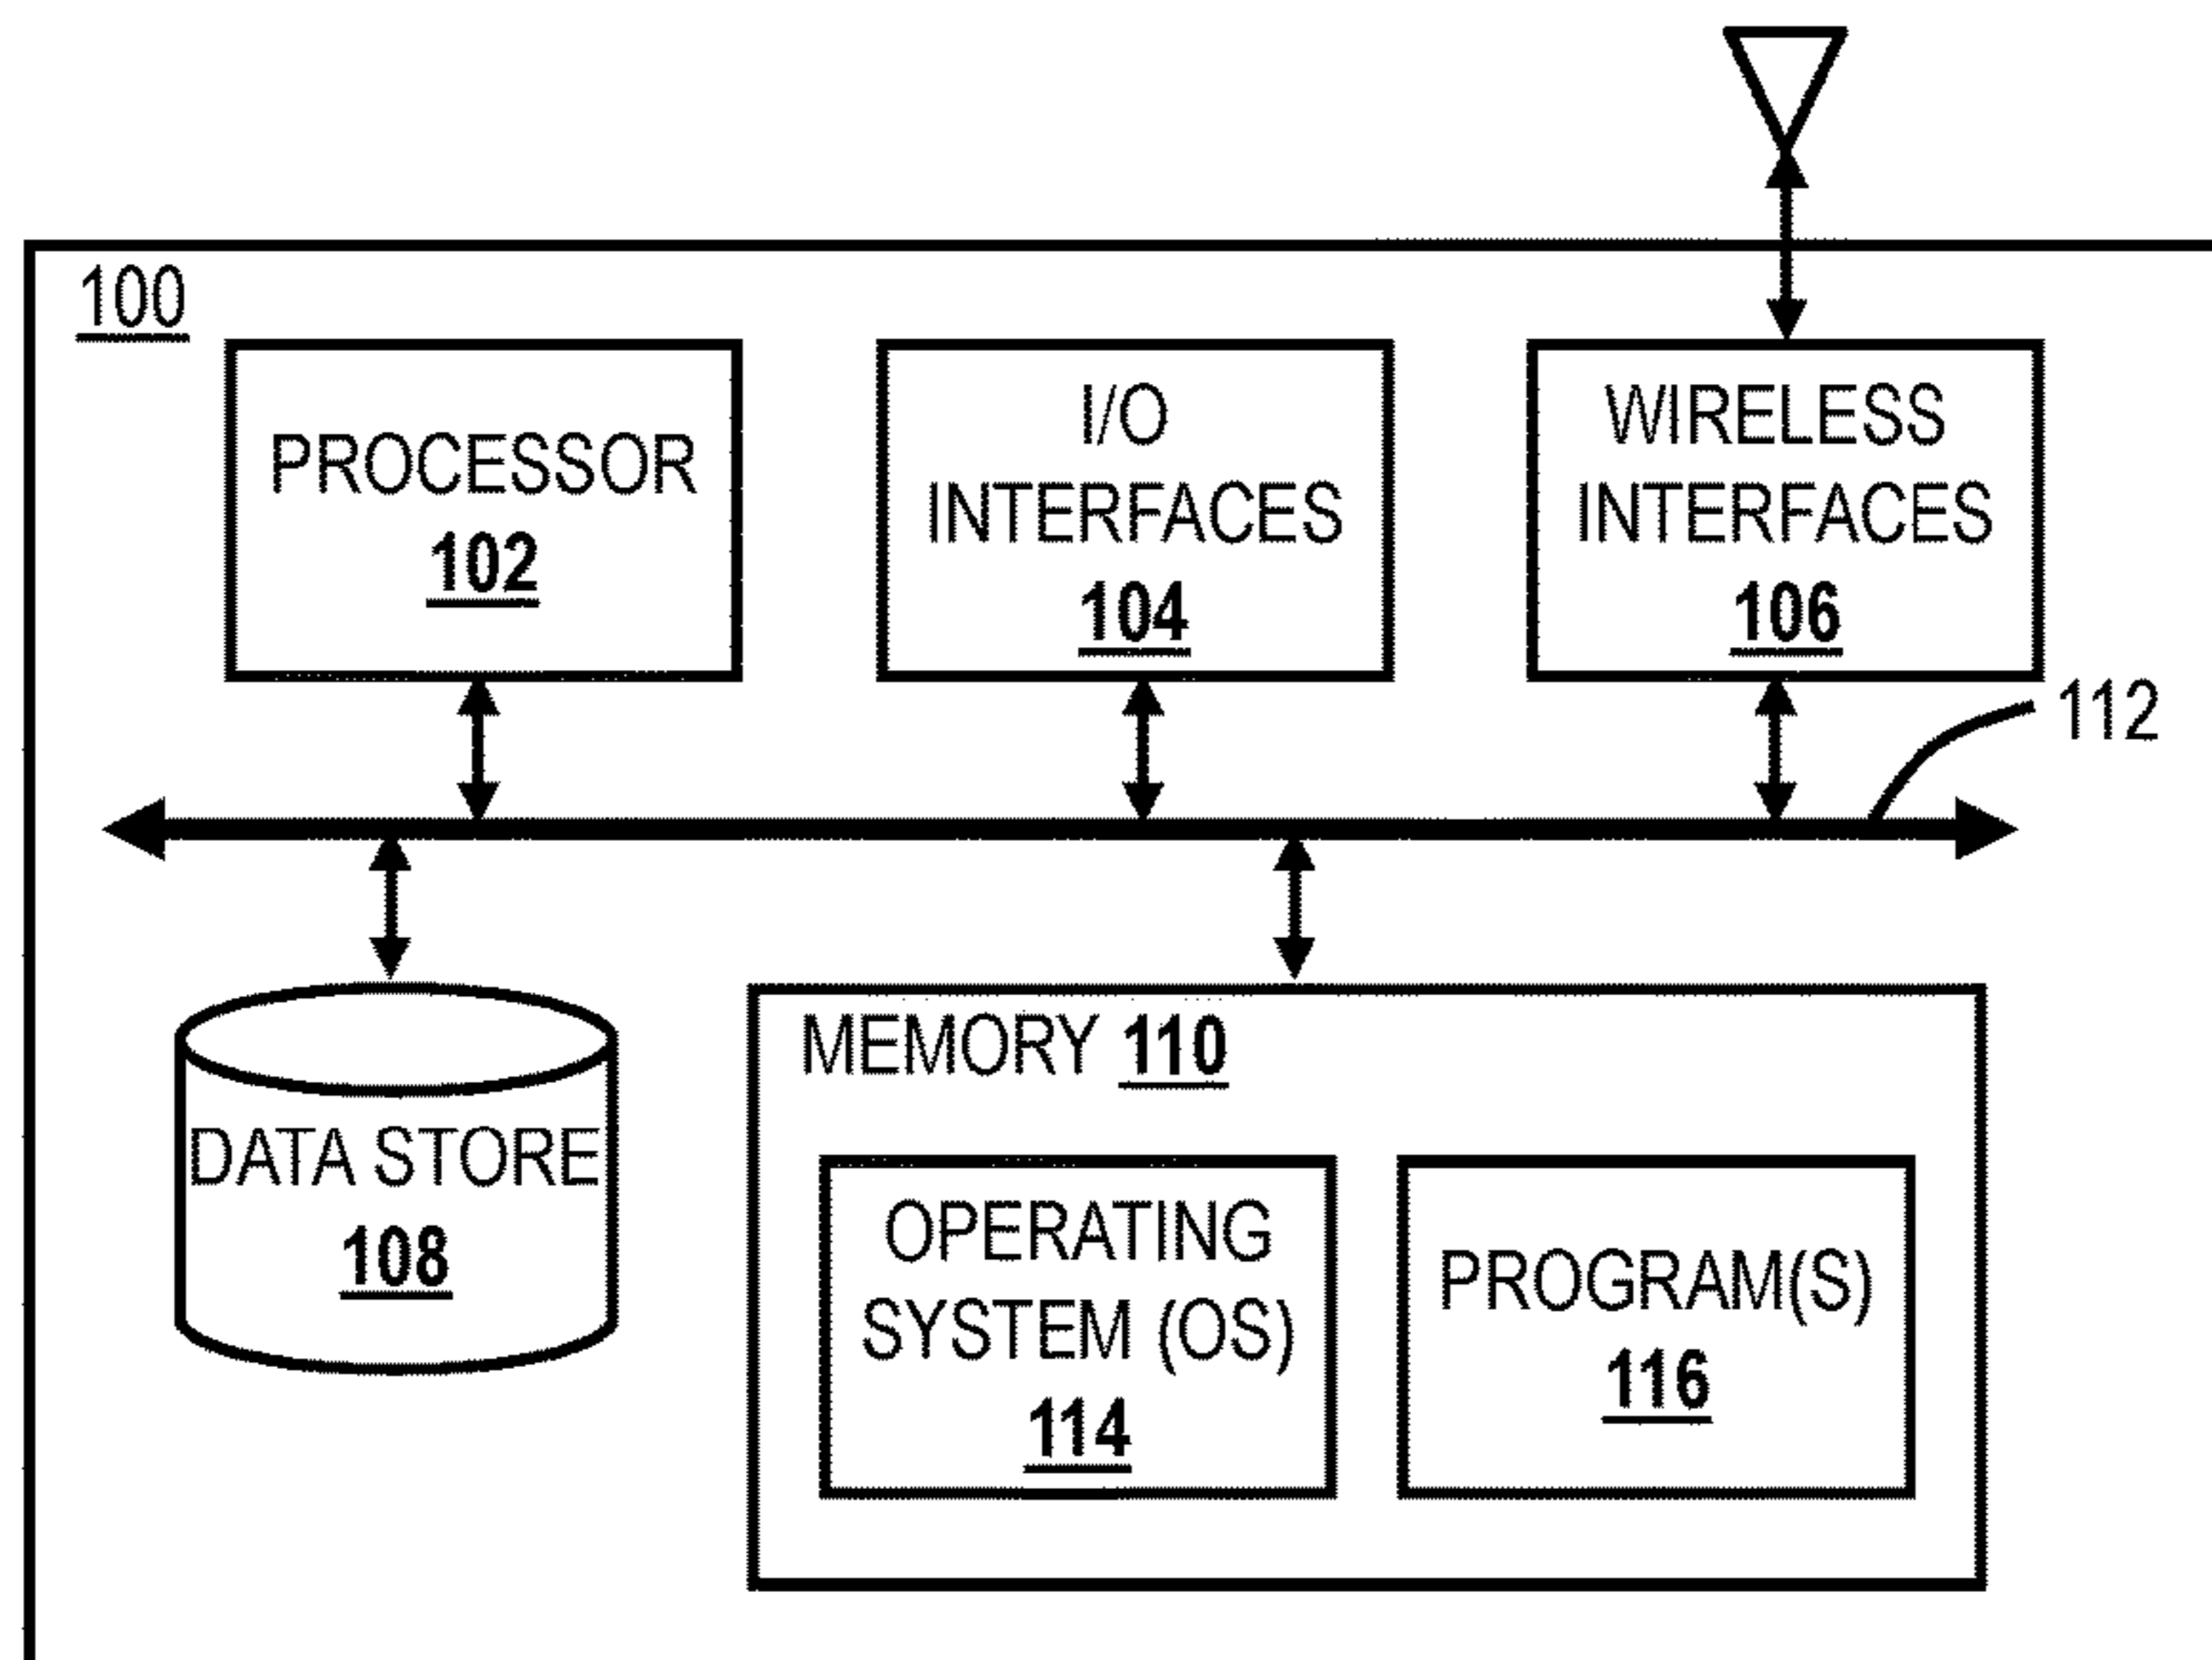 100
PROCESSOR
102
I/O
INTERFACES
104
WIRELESS
INTERFACES
106
112
DATA STORE
108
MEMORY 110
OPERATING
SYSTEM (OS)
114
PROGRAM(S)
116